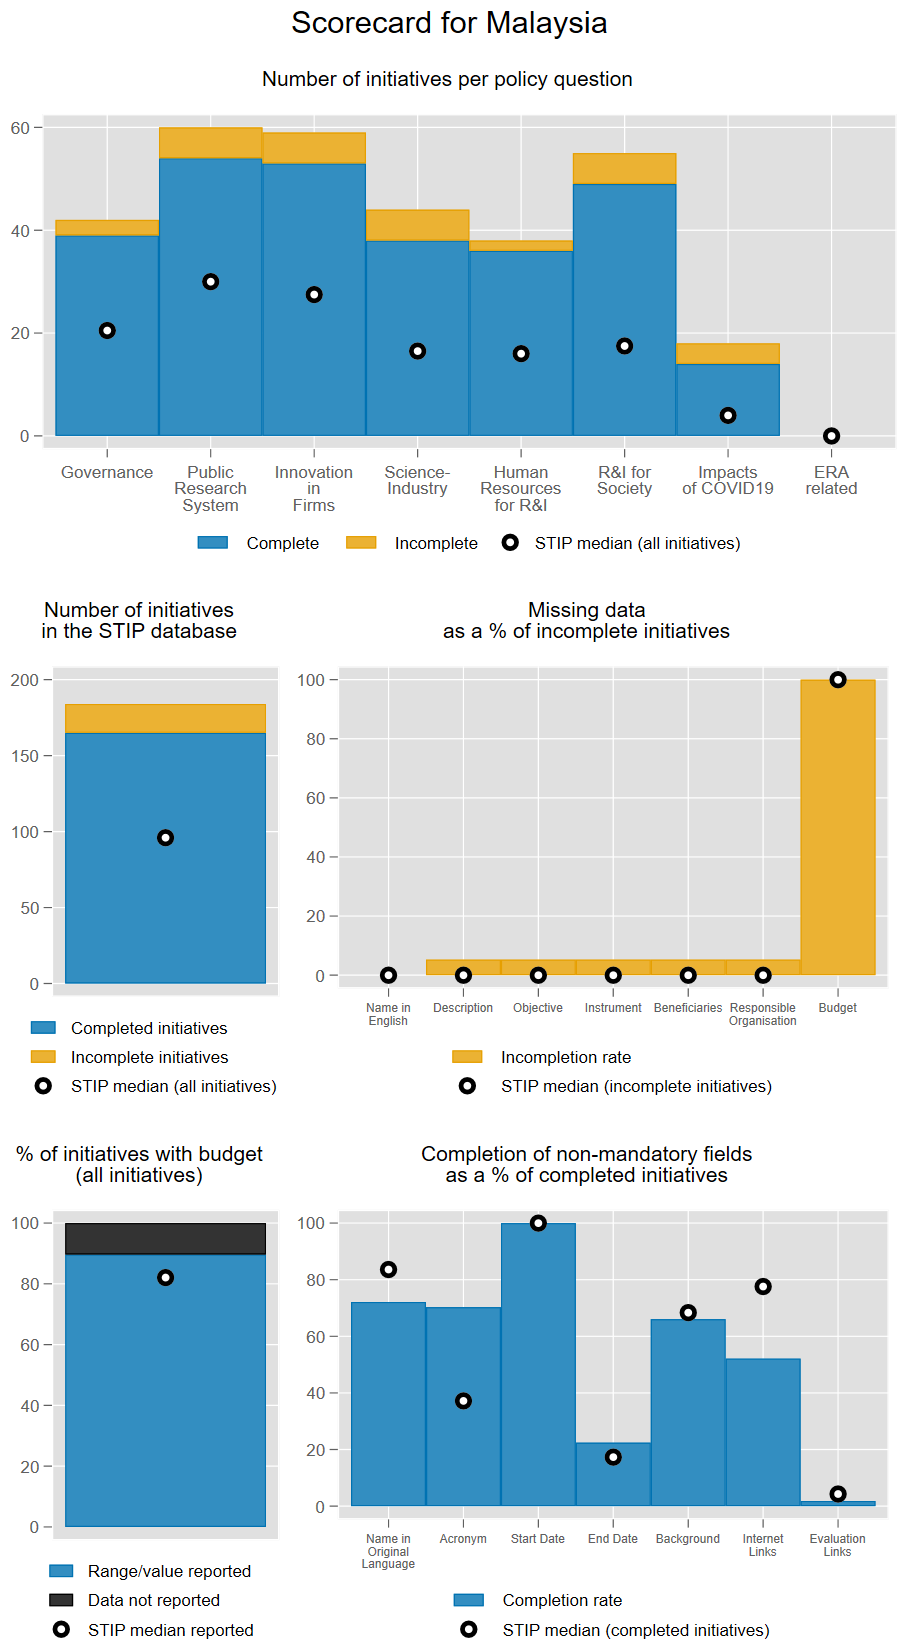 Scorecard for Malaysia
Number of initiatives per policy question
60
40
20
0
Governance
Public
Research
System
Innovation
in
Firms
Science-
Industry
Human
Resources
for R&I
R&I for
Society
Impacts
of COVID19
ERA
related
Complete
Incomplete
STIP median (all initiatives)
Number of initiatives
in the STIP database
200
150
100
50
0
Completed initiatives
Incomplete initiatives
STIP median (all initiatives)
Missing data
as a % of incomplete initiatives
100
80
60
40
20
0
Name in
English
Description
Objective
Instrument
Beneficiaries
Responsible
Organisation
Budget
Incompletion rate
STIP median (incomplete initiatives)
% of initiatives with budget
(all initiatives)
100
80
60
40
20
0
Range/value reported
Data not reported
STIP median reported
Completion of non-mandatory fields
as a % of completed initiatives
100
80
60
40
20
0
Name in
Original
Language
Acronym
Start Date
End Date
Background
Internet
Links
Evaluation
Links
Completion rate
STIP median (completed initiatives)